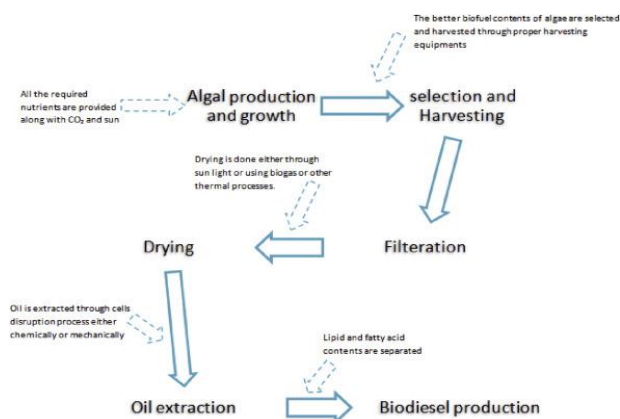 The better biofuel contents of algae are selected
and harvested through proper harvesting
equipments
All the required
nutrients are provided
along with CO₂ and sun
Algal production
and growth
selection and
Harvesting
Drying is done either through
sun light or using biogas or other
thermal processes.
Drying
Filteration
Oil is extracted through cells
disruption process either
chemically or mechanically
Lipid and fatty acid
contents are separated
Oil extraction
Biodiesel production